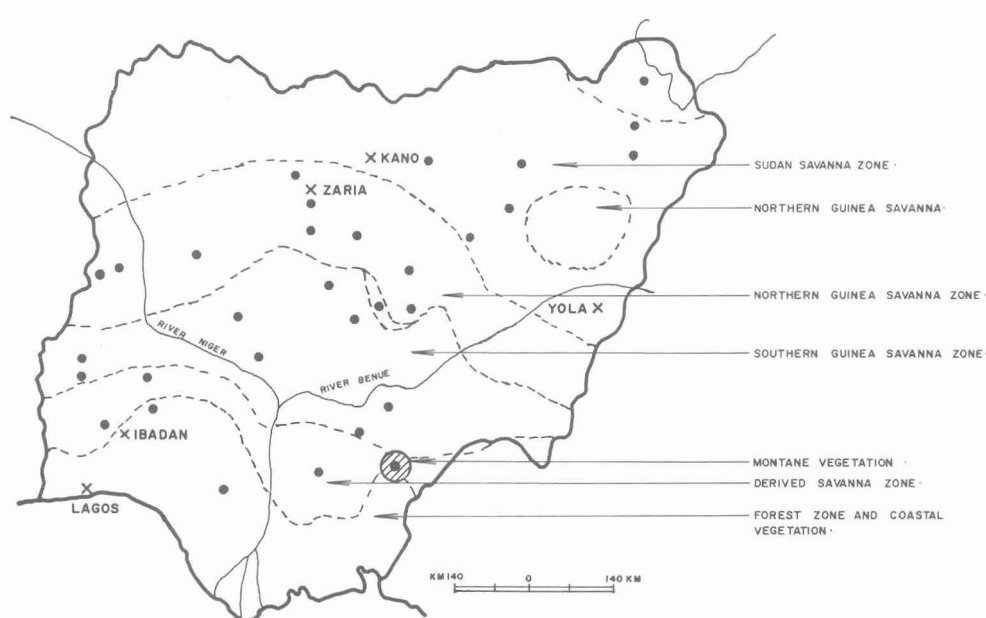 × KANO
SUDAN SAVANNA ZONE·
× ZARIA
NORTHERN GUINEA SAVANNA·
NORTHERN GUINEA SAVANNA ZONE·
YOLA ×
RIVER NIGER
SOUTHERN GUINEA SAVANNA ZONE·
RIVER BENUE
× IBADAN
MONTANE VEGETATION ·
DERIVED SAVANNA ZONE·
LAGOS
FOREST ZONE AND COASTAL
VEGETATION·
KM 140 0 140 KM